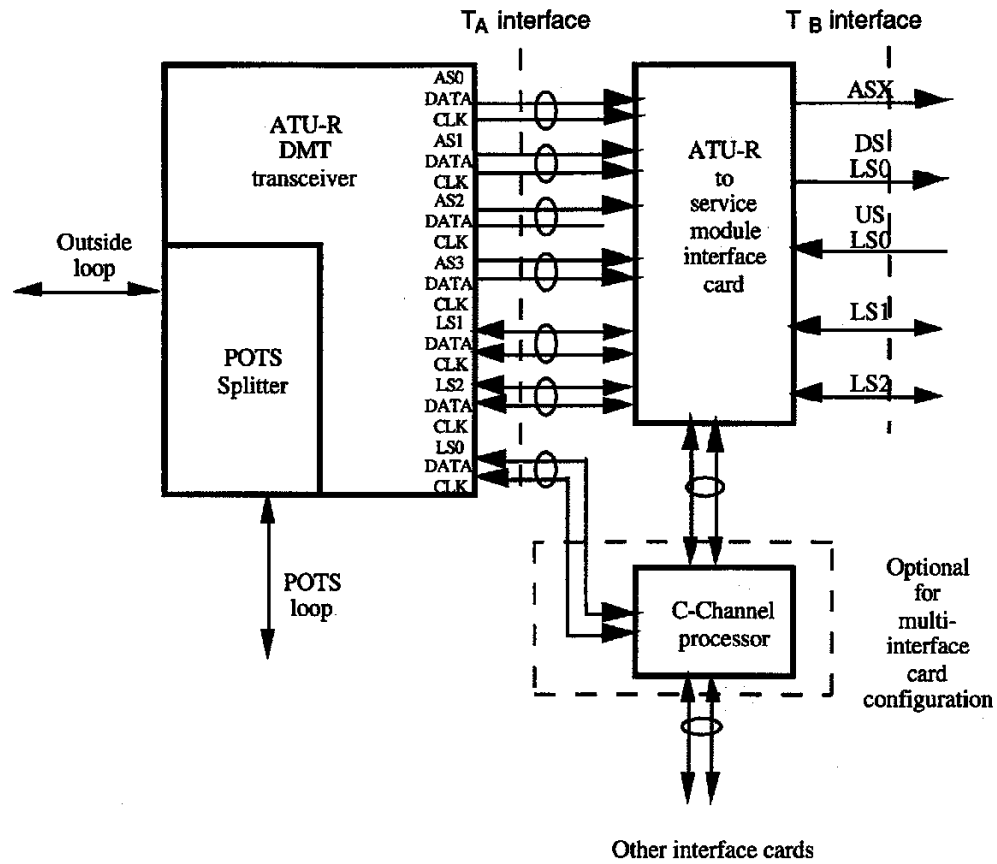 TA interface
T B interface
ATU-R
DMT
transceiver
Outside
loop
POTS
Splitter
POTS
loop
AS0
DATA
CLK
AS1
DATA
CLK
AS2
DATA
CLK
AS3
DATA
CLK
LS1
DATA
CLK
LS2
DATA
CLK
LS0
DATA
CLK
ATU-R
to
service
module
interface
card
ASX
DS
LS0
US
LS0
LS1
LS2
C-Channel
processor
Optional
for
multi-
interface
card
configuration
Other interface cards